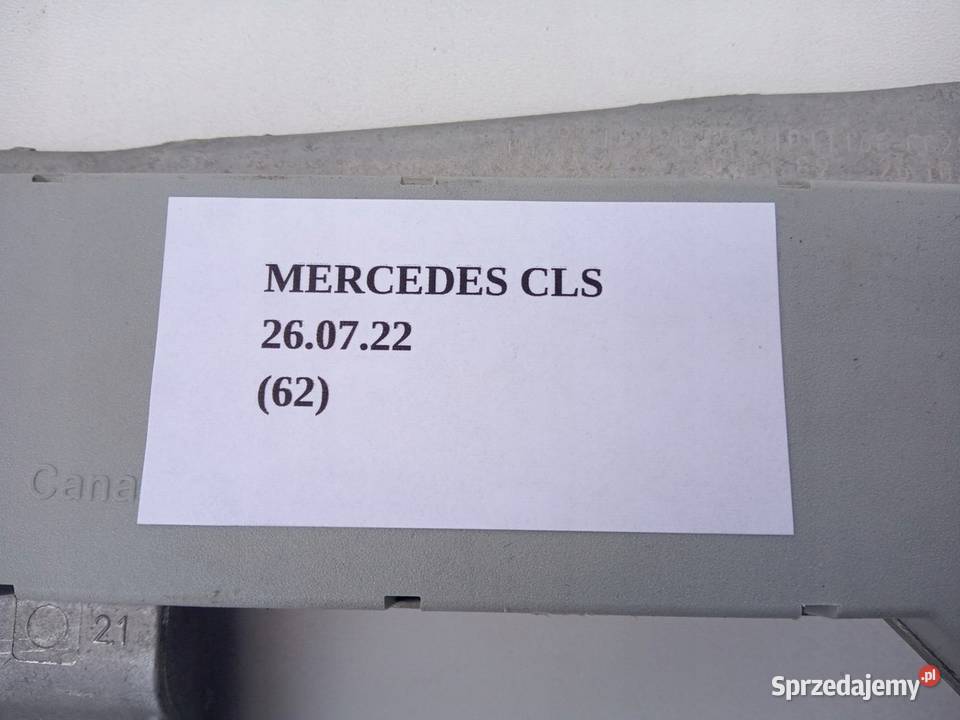 MERCEDES CLS
26.07.22
(62)
Cana
21
Sprzedajemy.pl